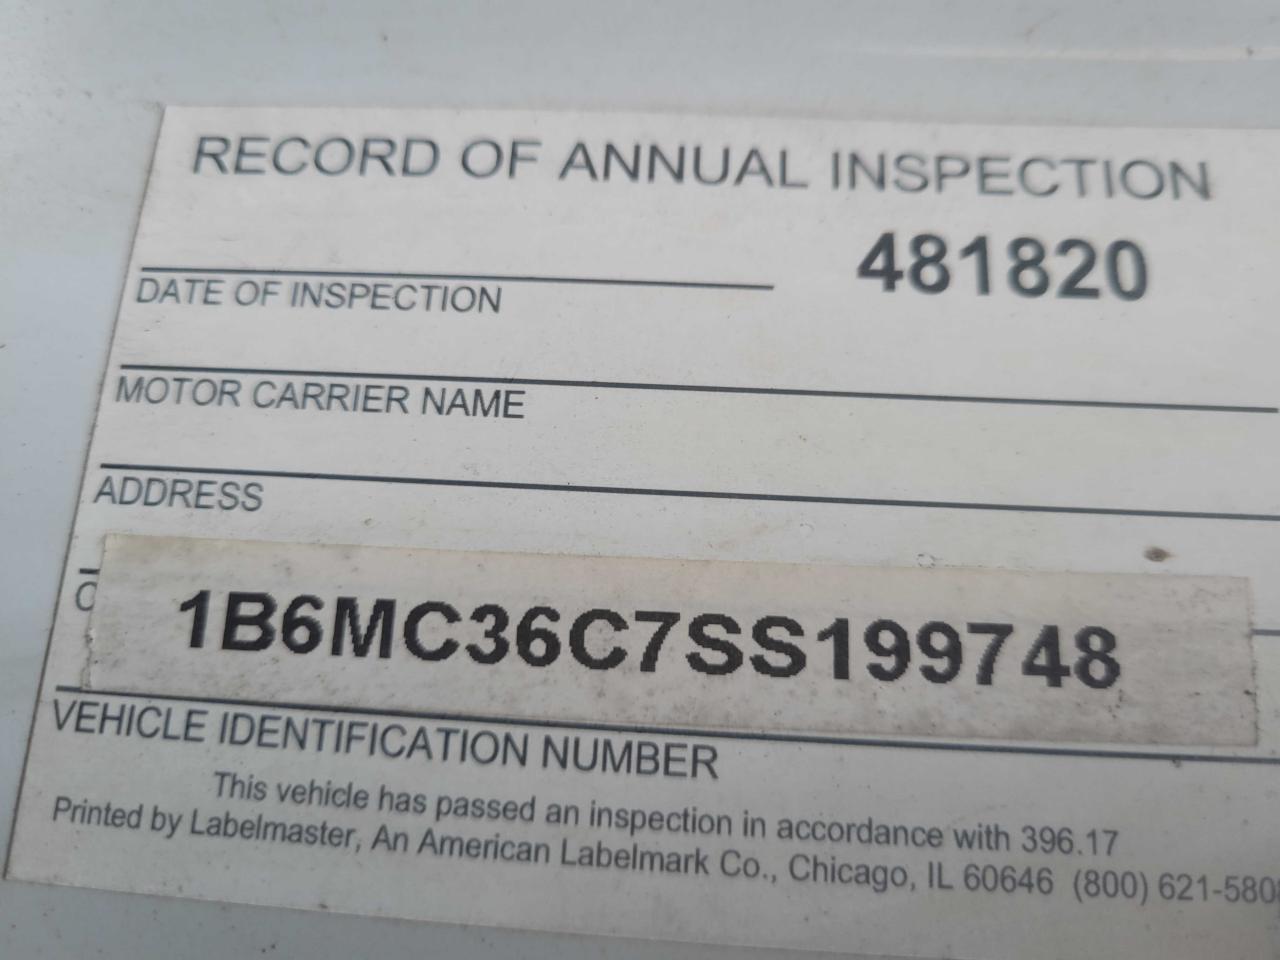 RECORD OF ANNUAL INSPECTION
481820
DATE OF INSPECTION
MOTOR CARRIER NAME
ADDRESS
C
1B6MC36C7SS199748
VEHICLE IDENTIFICATION NUMBER
This vehicle has passed an inspection in accordance with 396.17
Printed by Labelmaster, An American Labelmark Co., Chicago, IL 60646 (800) 621-5808